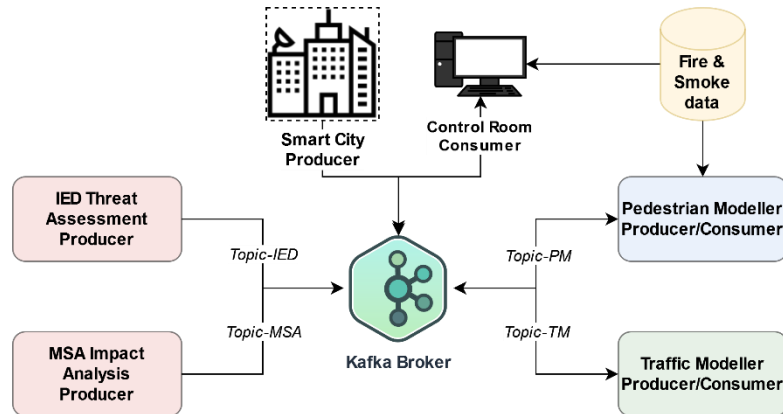 Fire &
Smoke
data
Smart City
Producer
Control Room
Consumer
IED Threat
Assessment
Producer
Pedestrian Modeller
Producer/Consumer
Topic-IED
Topic-PM
Topic-MSA
Topic-TM
Kafka Broker
MSA Impact
Analysis
Producer
Traffic Modeller
Producer/Consumer